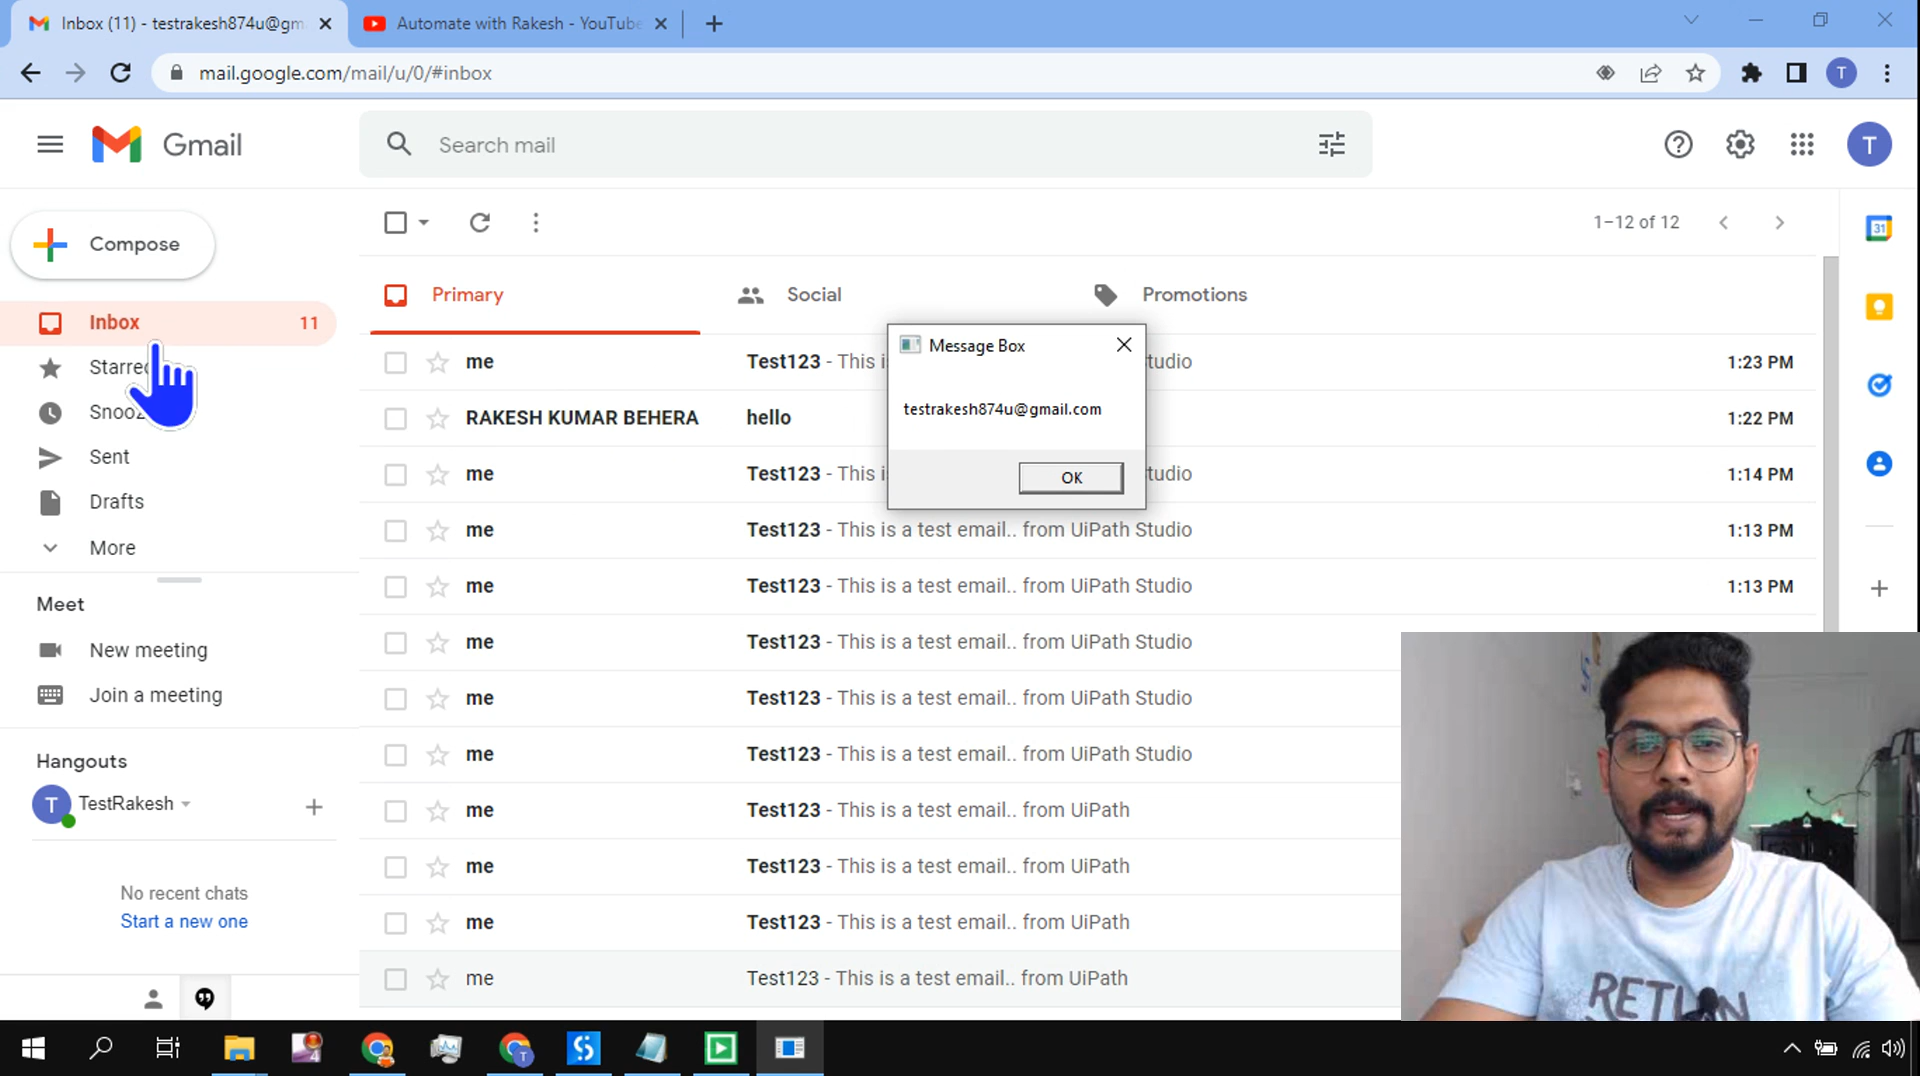 Inbox (11) - testrakesh874u@gm
Automate with Rakesh - YouTube
mail.google.com/mail/u/0/#inbox
T
Gmail
Search mail
T
Compose
1–12 of 12
31
Primary
Social
Promotions
Inbox
11
Starred
Snooz
Sent
Drafts
More
Meet
New meeting
Join a meeting
Hangouts
T
TestRakesh
No recent chats
Start a new one
me
Test123 - This i
tudio
1:23 PM
RAKESH KUMAR BEHERA
hello
1:22 PM
me
Test123 - This i
tudio
1:14 PM
me
Test123 - This is a test email.. from UiPath Studio
1:13 PM
me
Test123 - This is a test email.. from UiPath Studio
1:13 PM
me
Test123 - This is a test email.. from UiPath Studio
me
Test123 - This is a test email.. from UiPath Studio
me
Test123 - This is a test email.. from UiPath Studio
me
Test123 - This is a test email.. from UiPath
me
Test123 - This is a test email.. from UiPath
me
Test123 - This is a test email.. from UiPath
me
Test123 - This is a test email.. from UiPath
Message Box
testrakesh874u@gmail.com
OK
4
T